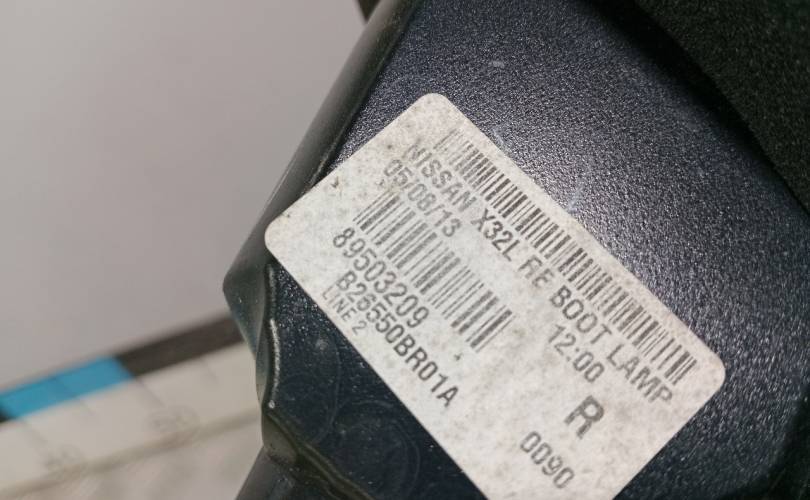 NISSAN X32L RE BOOT LAMP
05/08/13 12:00
89503209 R
B26550BR01A
LINE 2 0090